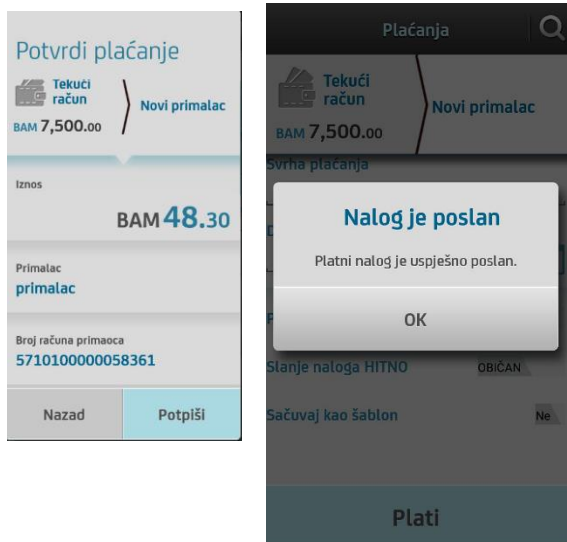 Potvrdi plaćanje
Tekući
račun
BAM 7,500.00
Novi primalac
Iznos
BAM 48.30
Primalac
primalac
Broj računa primaoca
5710100000058361
Nazad
Potpiši
Plaćanja
Tekući
račun
BAM 7,500.00
Novi primalac
Svrha plaćanja
Nalog je poslan
Platni nalog je uspješno poslan.
OK
Slanje naloga HITNO
OBIČAN
Sačuvaj kao šablon
Ne
Plati